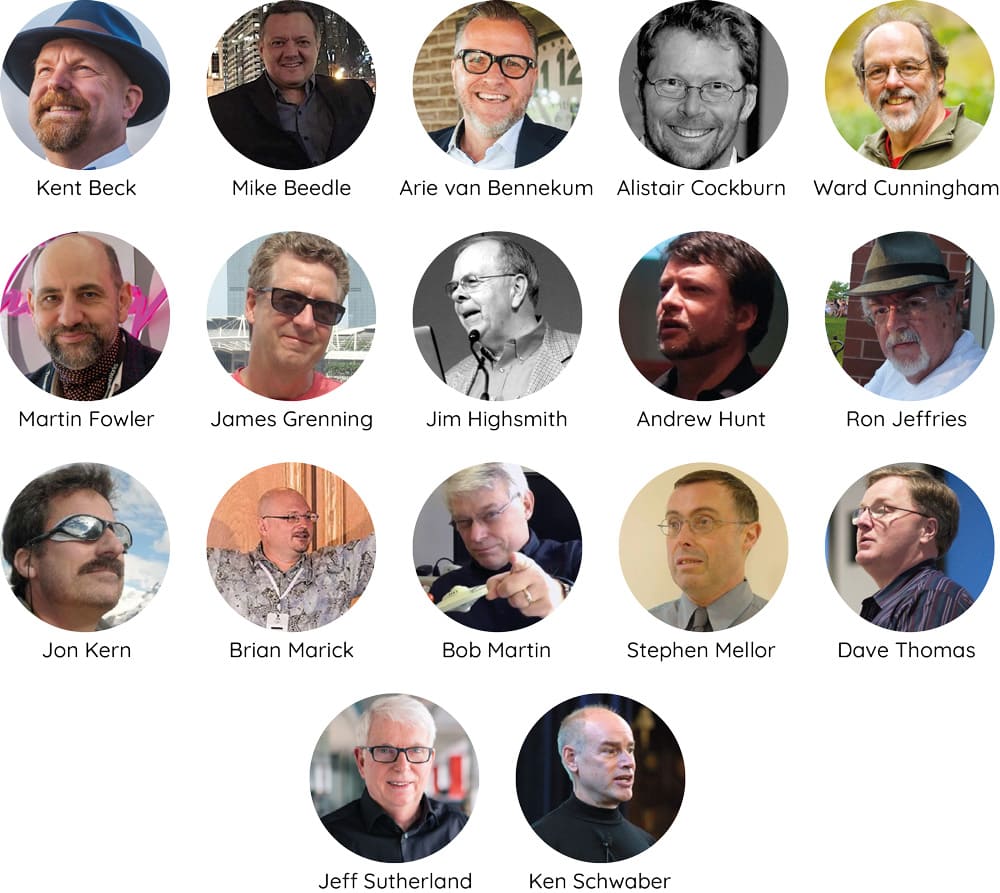 Kent Beck
Mike Beedle
Arie van Bennekum
Alistair Cockburn
Ward Cunningham
Martin Fowler
James Grenning
Jim Highsmith
Andrew Hunt
Ron Jeffries
Jon Kern
Brian Marick
Bob Martin
Stephen Mellor
Dave Thomas
Jeff Sutherland
Ken Schwaber